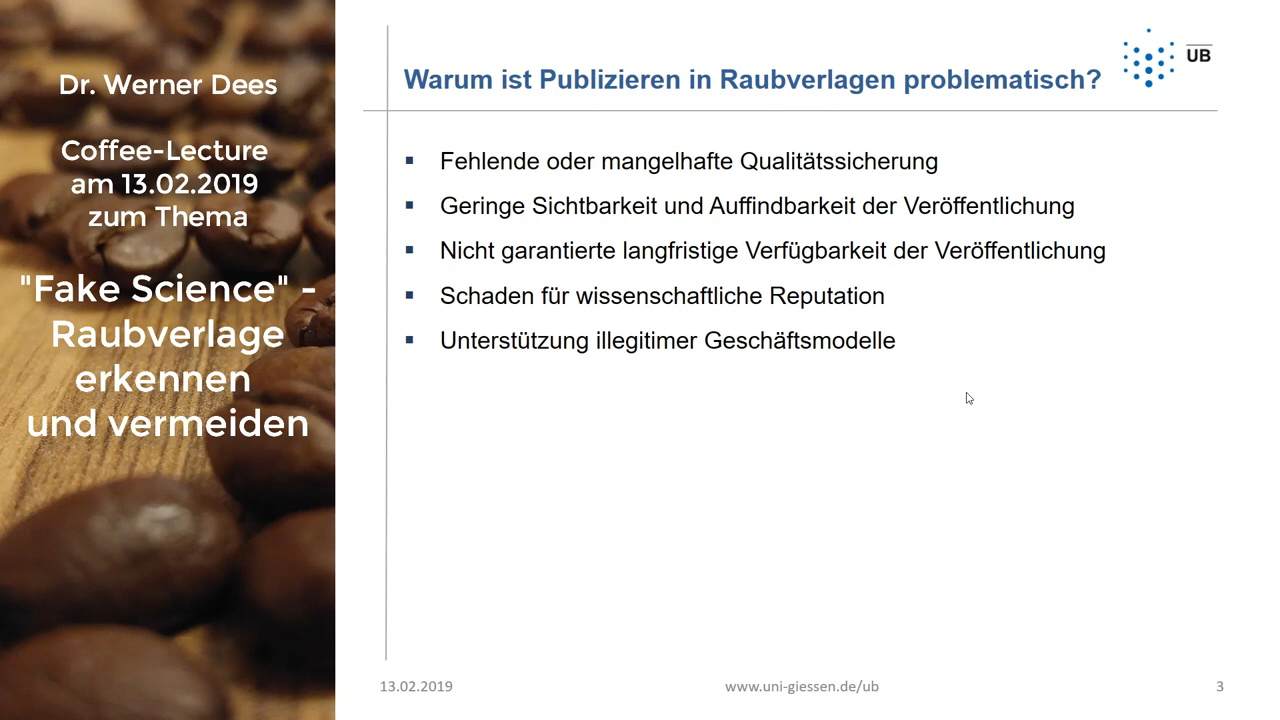 Dr. Werner Dees
Coffee-Lecture
am 13.02.2019
zum Thema
"Fake Science" -
Raubverlage
erkennen
und vermeiden
Warum ist Publizieren in Raubverlagen problematisch?
UB
▪ Fehlende oder mangelhafte Qualitätssicherung
▪ Geringe Sichtbarkeit und Auffindbarkeit der Veröffentlichung
▪ Nicht garantierte langfristige Verfügbarkeit der Veröffentlichung
▪ Schaden für wissenschaftliche Reputation
▪ Unterstützung illegitimer Geschäftsmodelle
13.02.2019
www.uni-giessen.de/ub
3